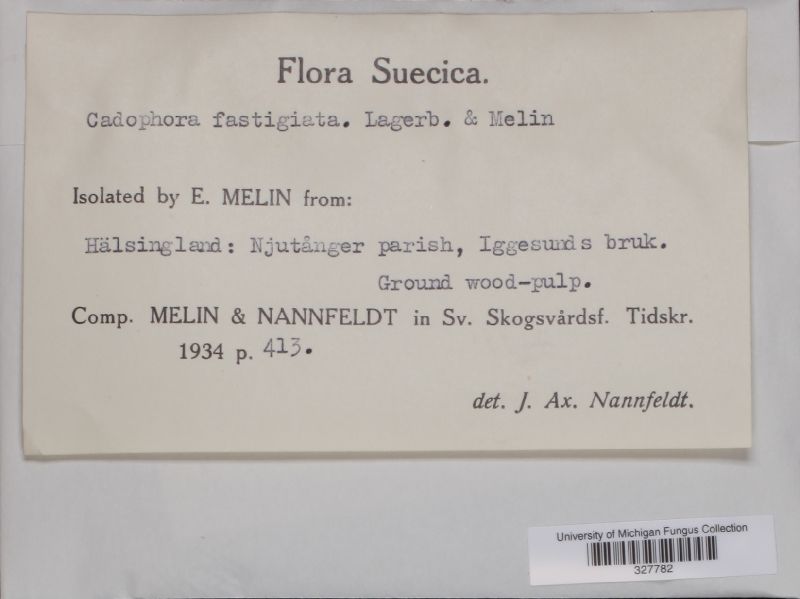 Flora Suecica.
Cadophora fastigiata. Lagerb. & Melin
Isolated by E. MELIN from:
Hälsingland: Njutånger parish, Iggesunds bruk.
Ground wood-pulp.
Comp. MELIN & NANNFELDT in Sv. Skogsvårdsf. Tidskr.
1934 p. 413.
det. J. Ax. Nannfeldt.
University of Michigan Fungus Collection
327782